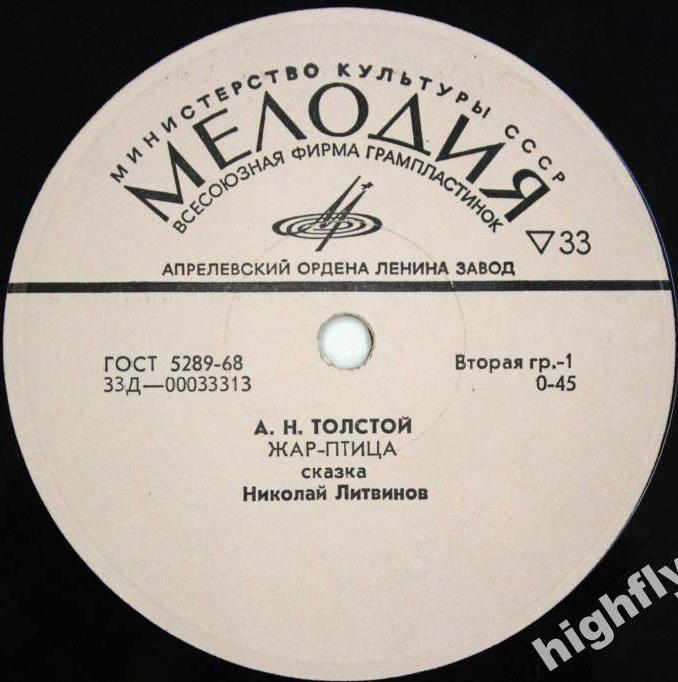 МИНИСТЕРСТВО КУЛЬТУРЫ СССР
МЕЛОДИЯ
ВСЕСОЮЗНАЯ ФИРМА ГРАМПЛАСТИНОК
▽33
АПРЕЛЕВСКИЙ ОРДЕНА ЛЕНИНА ЗАВОД
ГОСТ 5289-68
33Д—00033313
Вторая гр.-1
0-45
А. Н. ТОЛСТОЙ
ЖАР-ПТИЦА
сказка
Николай Литвинов
highfly